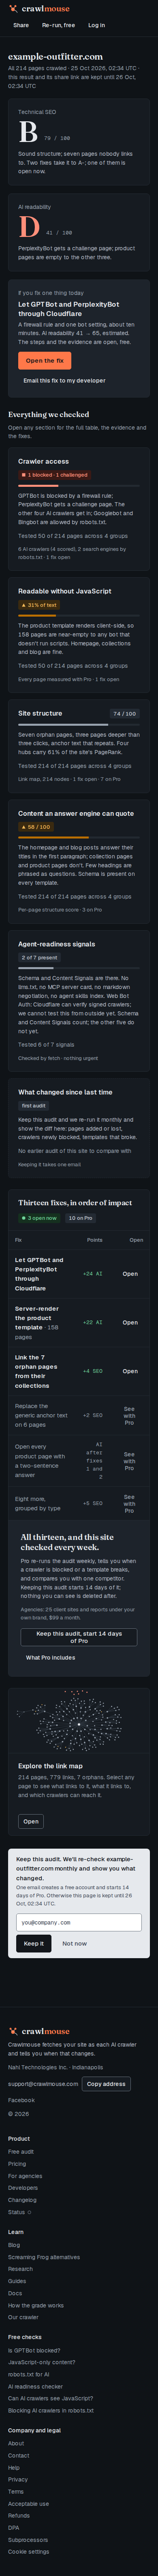 crawlmouse
Share Re-run, free Log in
example-outfitter.com
All 214 pages crawled · 25 Oct 2026, 02:34 UTC ·
this result and its share link are kept until 26 Oct,
02:34 UTC
Technical SEO
B 79 / 100
Sound structure; seven pages nobody links
to. Two fixes take it to A-; one of them is
open now.
AI readability
D 41 / 100
PerplexityBot gets a challenge page; product
pages are empty to the other three.
If you fix one thing today
Let GPTBot and PerplexityBot
through Cloudflare
A firewall rule and one bot setting, about ten
minutes. AI readability 41 → 65, estimated.
The steps and the evidence are open, free.
Open the fix
Email this fix to my developer
Everything we checked
Open any section for the full table, the evidence and
the fixes.
Crawler access
1 blocked · 1 challenged
GPTBot is blocked by a firewall rule;
PerplexityBot gets a challenge page. The
other four AI crawlers get in; Googlebot and
Bingbot are allowed by robots.txt.
Tested 50 of 214 pages across 4 groups
6 AI crawlers (4 scored), 2 search engines by
robots.txt · 1 fix open
Readable without JavaScript
31% of text
The product template renders client-side, so
158 pages are near-empty to any bot that
doesn't run scripts. Homepage, collections
and blog are fine.
Tested 50 of 214 pages across 4 groups
Every page measured with Pro · 1 fix open
Site structure
74 / 100
Seven orphan pages, three pages deeper than
three clicks, anchor text that repeats. Four
hubs carry 61% of the site's PageRank.
Tested 214 of 214 pages across 4 groups
Link map, 214 nodes · 1 fix open · 7 on Pro
Content an answer engine can quote
58 / 100
The homepage and blog posts answer their
titles in the first paragraph; collection pages
and product pages don't. Few headings are
phrased as questions. Schema is present on
every template.
Tested 214 of 214 pages across 4 groups
Per-page structure score · 3 on Pro
Agent-readiness signals
2 of 7 present
Schema and Content Signals are there. No
llms.txt, no MCP server card, no markdown
negotiation, no agent skills index. Web Bot
Auth: Cloudflare can verify signed crawlers;
we cannot test this from outside yet. Schema
and Content Signals count; the other five do
not yet.
Tested 6 of 7 signals
Checked by fetch · nothing urgent
What changed since last time
first audit
Keep this audit and we re-run it monthly and
show the diff here: pages added or lost,
crawlers newly blocked, templates that broke.
No earlier audit of this site to compare with
Keeping it takes one email
Thirteen fixes, in order of impact
3 open now 10 on Pro
Fix Points Open
Let GPTBot and
PerplexityBot
through
Cloudflare
+24 AI Open
Server-render
the product
template · 158
pages
+22 AI Open
Link the 7
orphan pages
from their
collections
+4 SEO Open
Replace the
generic anchor text
on 6 pages
+2 SEO See
with
Pro
Open every
product page with
a two-sentence
answer
AI
after
fixes
1 and
2
See
with
Pro
Eight more,
grouped by type
+5 SEO See
with
Pro
All thirteen, and this site
checked every week.
Pro re-runs the audit weekly, tells you when
a crawler is blocked or a template breaks,
and compares you with one competitor.
Keeping this audit starts 14 days of it;
nothing you can see now is deleted after.
Agencies: 25 client sites and reports under your
own brand, $99 a month.
Keep this audit, start 14 days
of Pro
What Pro includes
Explore the link map
214 pages, 779 links, 7 orphans. Select any
page to see what links to it, what it links to,
and which crawlers can reach it.
Open
Keep this audit. We'll re-check example-
outfitter.com monthly and show you what
changed.
One email creates a free account and starts 14
days of Pro. Otherwise this page is kept until 26
Oct, 02:34 UTC.
you@company.com
Keep it Not now
crawlmouse
Crawlmouse fetches your site as each AI crawler
and tells you when that changes.
Nahl Technologies Inc. · Indianapolis
support@crawlmouse.com Copy address
Facebook
© 2026
Product
Free audit
Pricing
For agencies
Developers
Changelog
Status
Learn
Blog
Screaming Frog alternatives
Research
Guides
Docs
How the grade works
Our crawler
Free checks
Is GPTBot blocked?
JavaScript-only content?
robots.txt for AI
AI readiness checker
Can AI crawlers see JavaScript?
Blocking AI crawlers in robots.txt
Company and legal
About
Contact
Help
Privacy
Terms
Acceptable use
Refunds
DPA
Subprocessors
Cookie settings